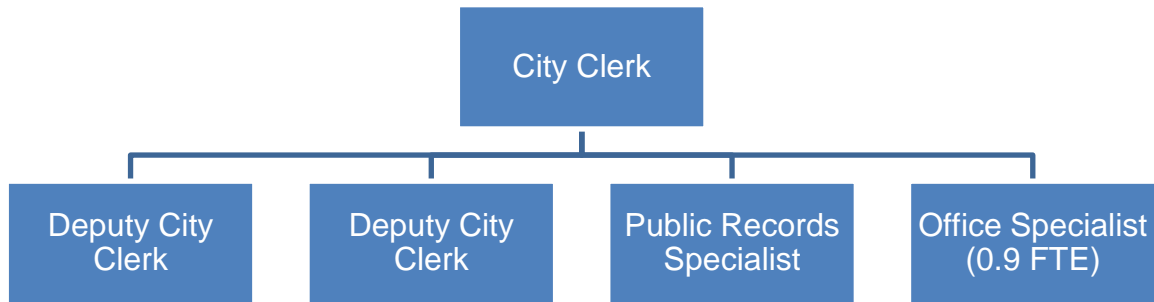 City Clerk
Deputy City
Clerk
Deputy City
Clerk
Public Records
Specialist
Office Specialist
(0.9 FTE)